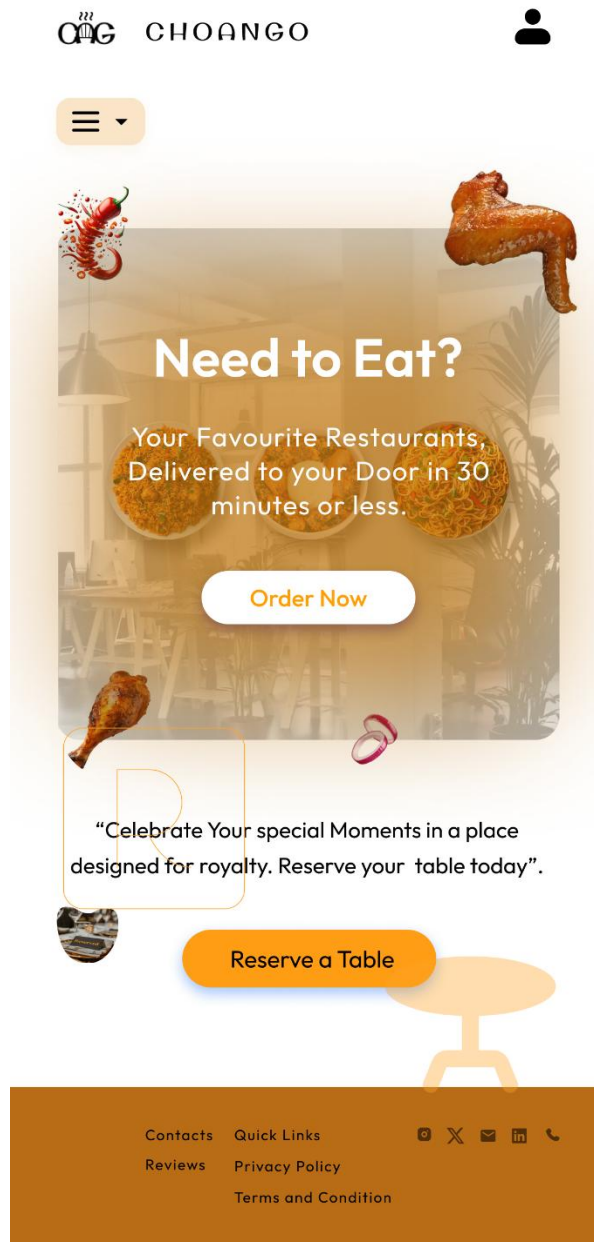 CHOANGO
Need to Eat?
Your Favourite Restaurants,
Delivered to your Door in 30
minutes or less.
Order Now
R
“Celebrate Your special Moments in a place
designed for royalty. Reserve your table today”.
Reserve a Table
Contacts
Reviews
Quick Links
Privacy Policy
Terms and Condition